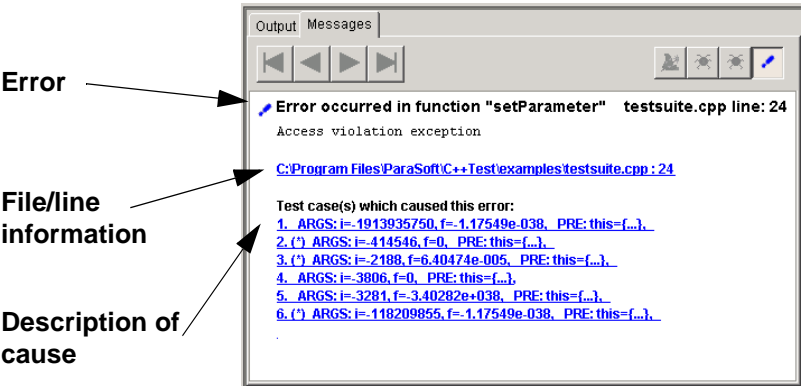 Output Messages
Error
Error occurred in function "setParameter" testsuite.cpp line: 24
Access violation exception
C:\Program Files\ParaSoft\C++Test\examples\testsuite.cpp : 24
File/line
information
Test case(s) which caused this error:
1. ARGS: i=-1913935750, f=-1.17549e-038, PRE: this={...},
2. (*) ARGS: i=-414546, f=0, PRE: this={...},
3. (*) ARGS: i=-2188, f=6.40474e-005, PRE: this={...},
4. ARGS: i=-3806, f=0, PRE: this={...},
5. ARGS: i=-3281, f=-3.40282e+038, PRE: this={...},
6. (*) ARGS: i=-118209855, f=-1.17549e-038, PRE: this={...},
Description of
cause